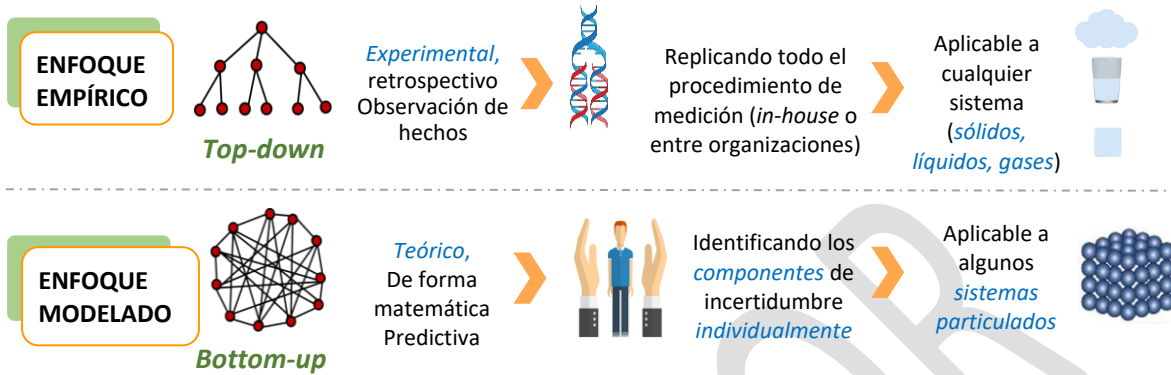 ENFOQUE
EMPÍRICO
Top-down
Experimental,
retrospectivo
Observación de
hechos
Replicando todo el
procedimiento de
medición (in-house o
entre organizaciones)
Aplicable a
cualquier
sistema
(sólidos,
líquidos, gases)
ENFOQUE
MODELADO
Bottom-up
Teórico,
De forma
matemática
Predictiva
Identificando los
componentes de
incertidumbre
individualmente
Aplicable a
algunos
sistemas
particulados